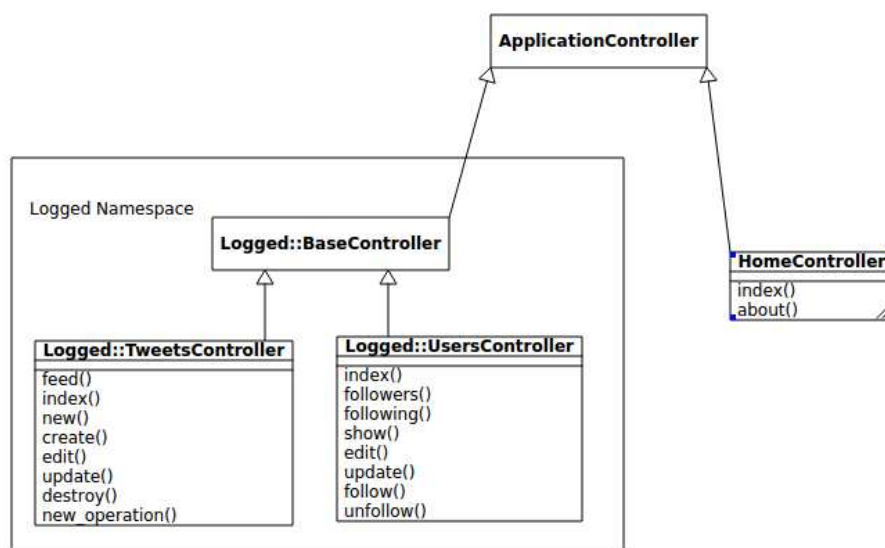 ApplicationController
Logged Namespace
Logged::BaseController
HomeController
index()
about()
Logged::TweetsController
feed()
index()
new()
create()
edit()
update()
destroy()
new_operation()
Logged::UsersController
index()
followers()
following()
show()
edit()
update()
follow()
unfollow()